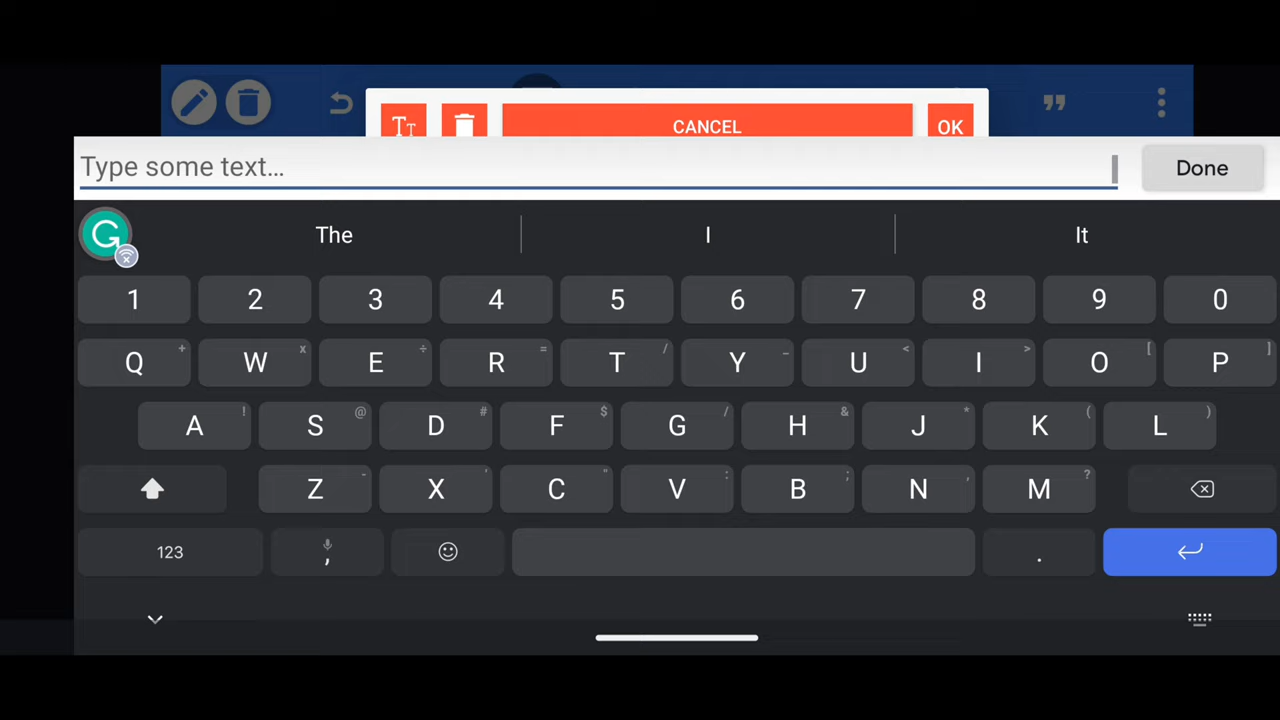 Tт
CANCEL
OK
Type some text...
Done
The I It
1 2 3 4 5 6 7 8 9 0
Q + W x E ÷ R = T / Y _ U < I > O [ P ]
A ! S @ D # F $ G / H & J * K ( L )
Z - X ' C " V : B ; N , M ?
123 , .